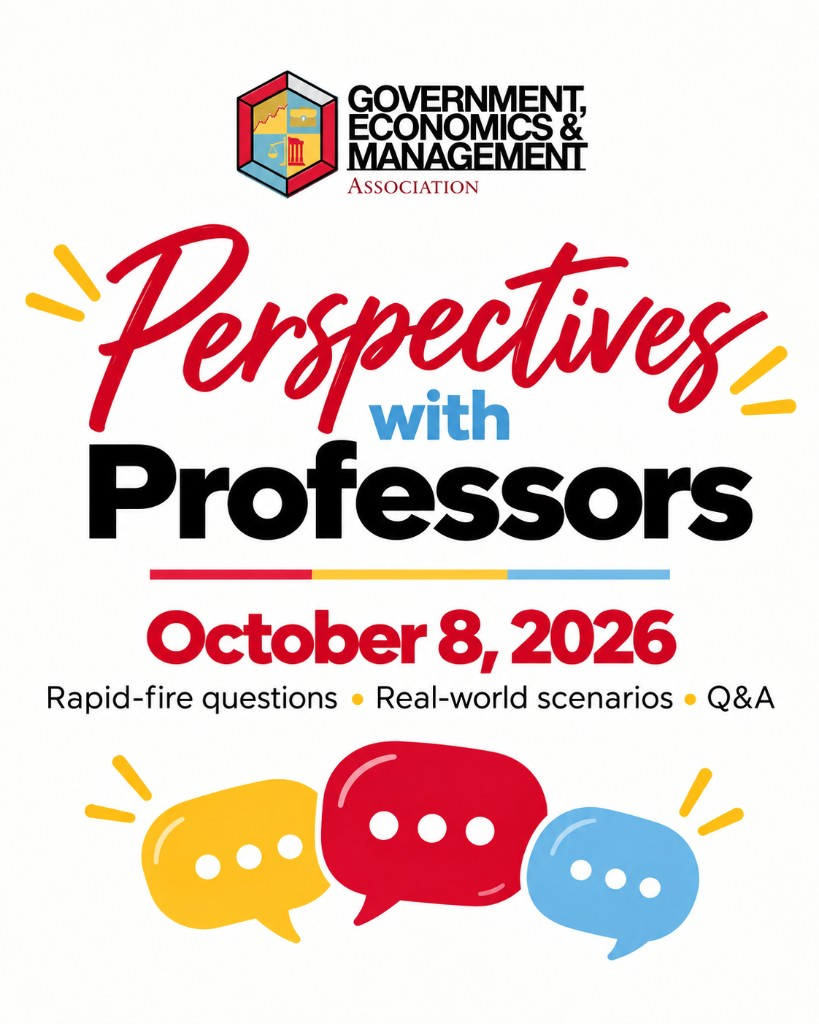 GOVERNMENT,
ECONOMICS &
MANAGEMENT
ASSOCIATION
Perspectives
with
Professors
October 8, 2026
Rapid-fire questions • Real-world scenarios • Q&A